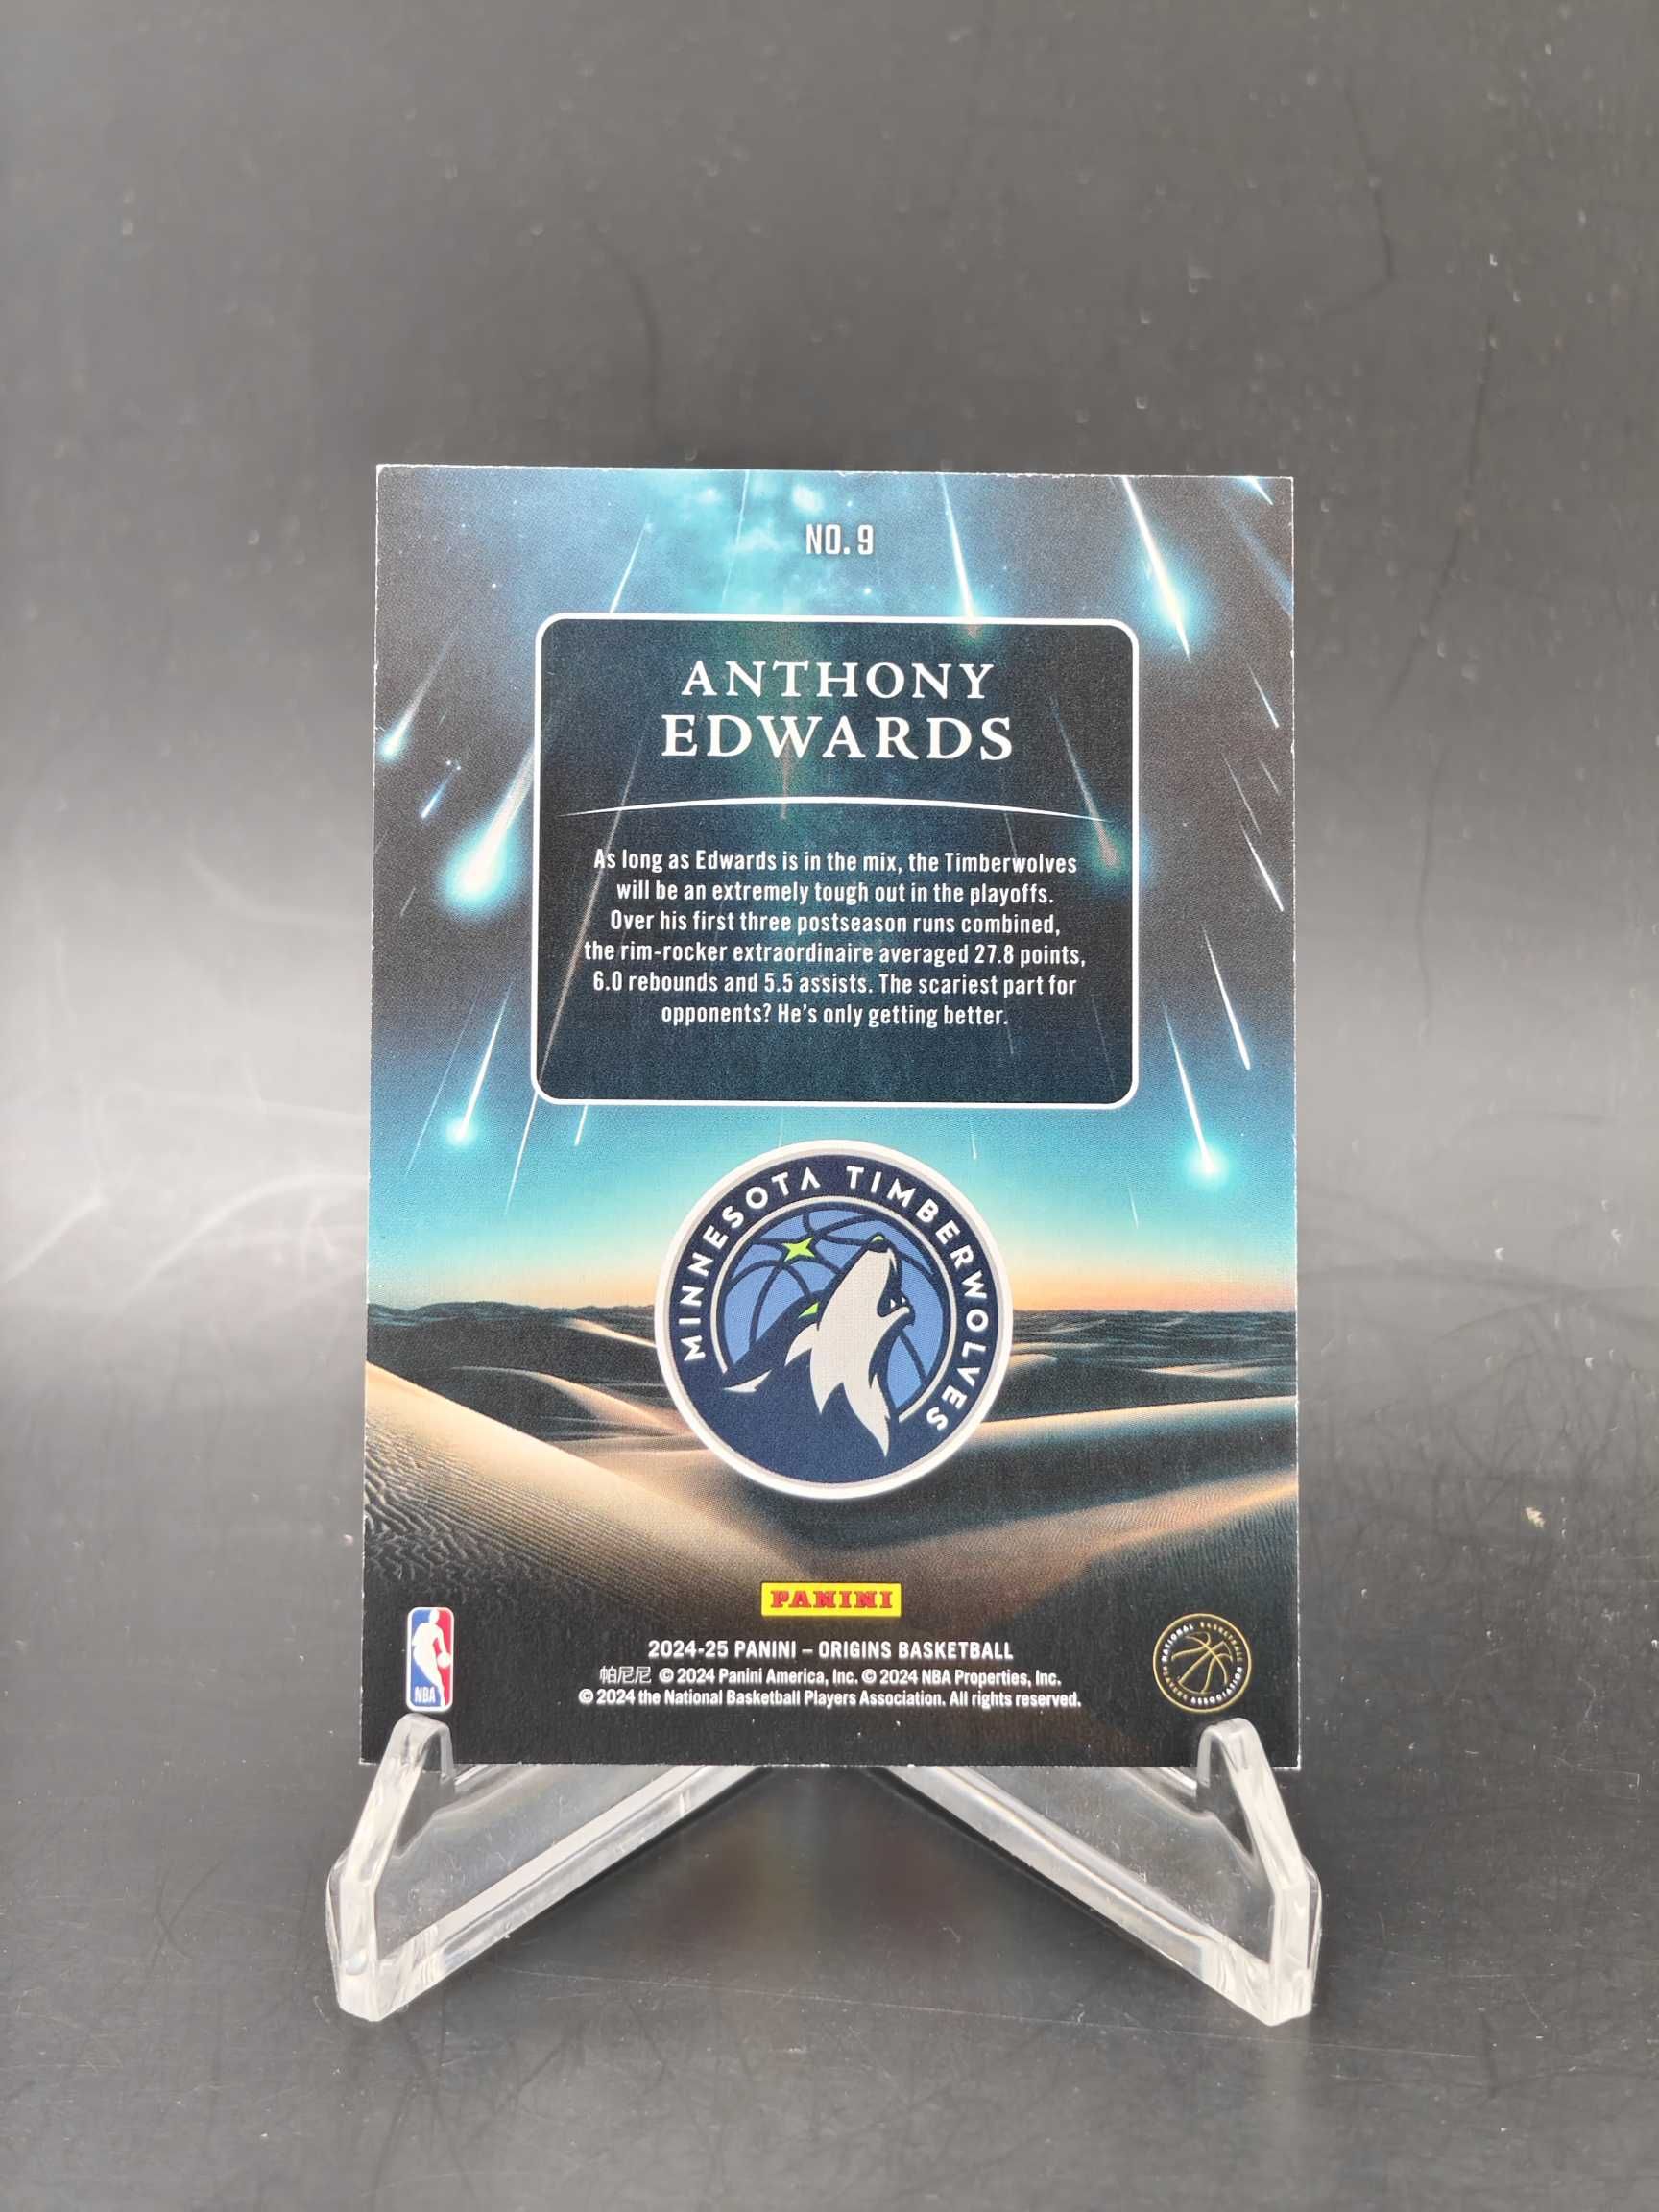 NO. 9
ANTHONY
EDWARDS
As long as Edwards is in the mix, the Timberwolves
will be an extremely tough out in the playoffs.
Over his first three postseason runs combined,
the rim-rocker extraordinaire averaged 27.8 points,
6.0 rebounds and 5.5 assists. The scariest part for
opponents? He's only getting better.
MINNESOTA TIMBERWOLVES
PANINI
2024-25 PANINI – ORIGINS BASKETBALL
帕尼尼 © 2024 Panini America, Inc. © 2024 NBA Properties, Inc.
© 2024 the National Basketball Players Association. All rights reserved.
NBA
NATIONAL BASKETBALL PLAYERS ASSOCIATION